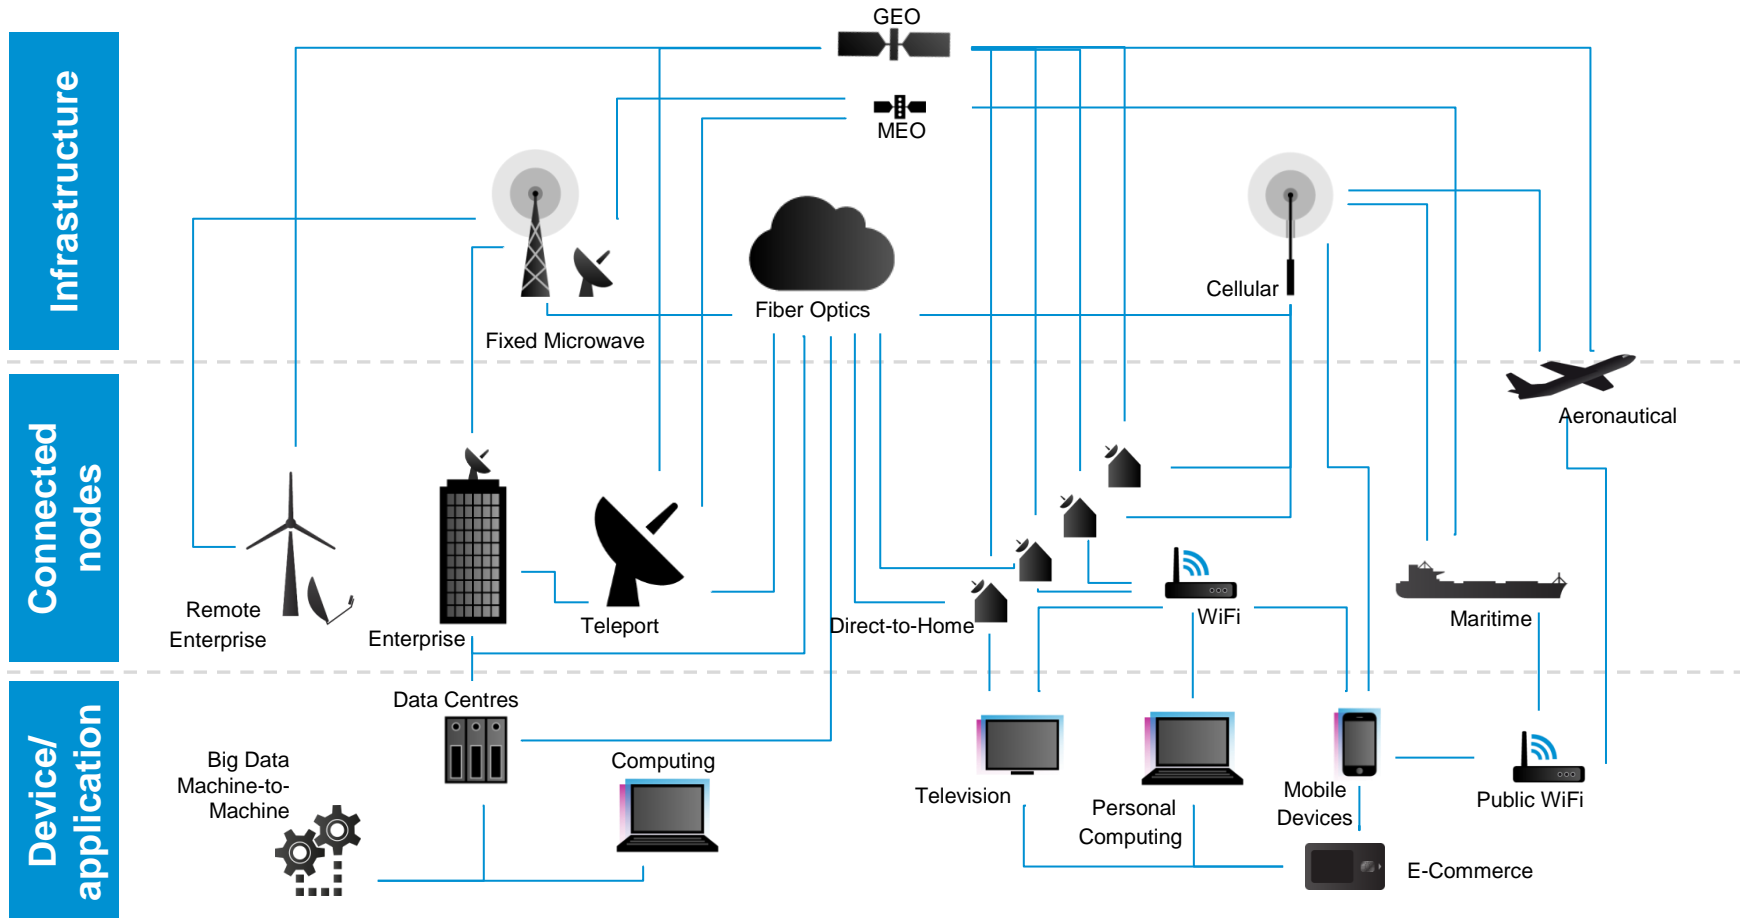 GEO
MEO
Infrastructure
Fiber Optics
Cellular
Fixed Microwave
Connected
nodes
Aeronautical
Remote
Enterprise
Enterprise
Teleport
Direct-to-Home
WiFi
Maritime
Device/
application
Data Centres
Big Data
Machine-to-
Machine
Computing
Television
Personal
Computing
Mobile
Devices
Public WiFi
E-Commerce